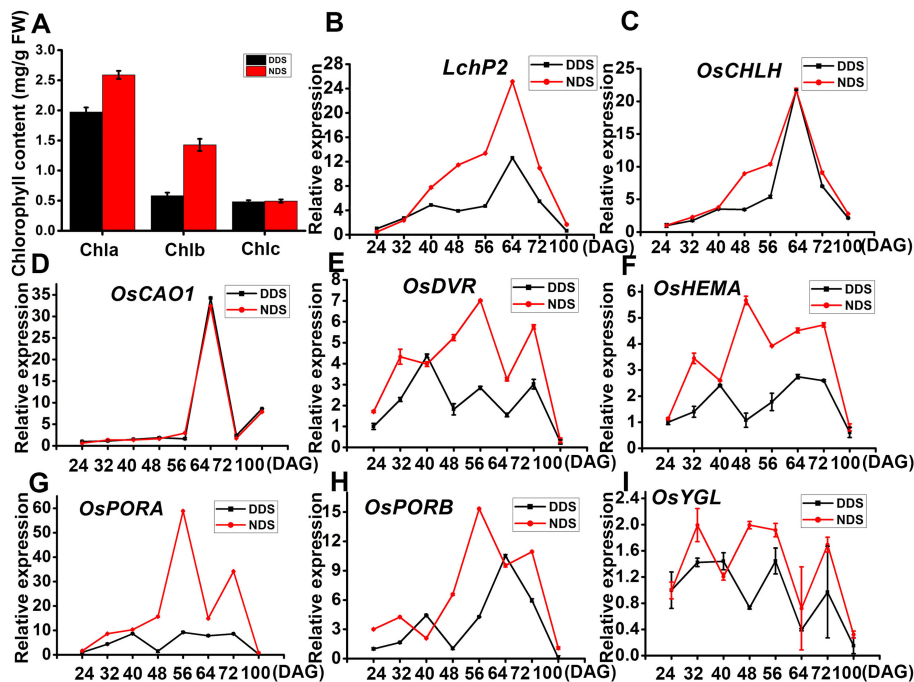 A
Chlorophyll content (mg/g FW)
3.0
2.5
2.0
1.5
1.0
0.5
0.0
DDS
NDS
Chla
Chlb
Chlc
B
LchP2
Relative expression
28
24
20
16
12
8
4
0
DDS
NDS
24 32 40 48 56 64 72 100 (DAG)
C
OsCHLH
Relative expression
25
20
15
10
5
0
DDS
NDS
24 32 40 48 56 64 72 100 (DAG)
D
OsCAO1
Relative expression
35
30
25
20
15
10
5
0
DDS
NDS
24 32 40 48 56 64 72 100 (DAG)
E
OsDVR
Relative expression
8
7
6
5
4
3
2
1
0
DDS
NDS
24 32 40 48 56 64 72 100 (DAG)
F
OsHEMA
Relative expression
6
5
4
3
2
1
0
DDS
NDS
24 32 40 48 56 64 72 100 (DAG)
G
OsPORA
Relative expression
60
50
40
30
20
10
0
DDS
NDS
24 32 40 48 56 64 72 100 (DAG)
H
OsPORB
Relative expression
16
14
12
10
8
6
4
2
0
DDS
NDS
24 32 40 48 56 64 72 100 (DAG)
I
OsYGL
Relative expression
2.4
2.0
1.6
1.2
0.8
0.4
0.0
DDS
NDS
24 32 40 48 56 64 72 100 (DAG)